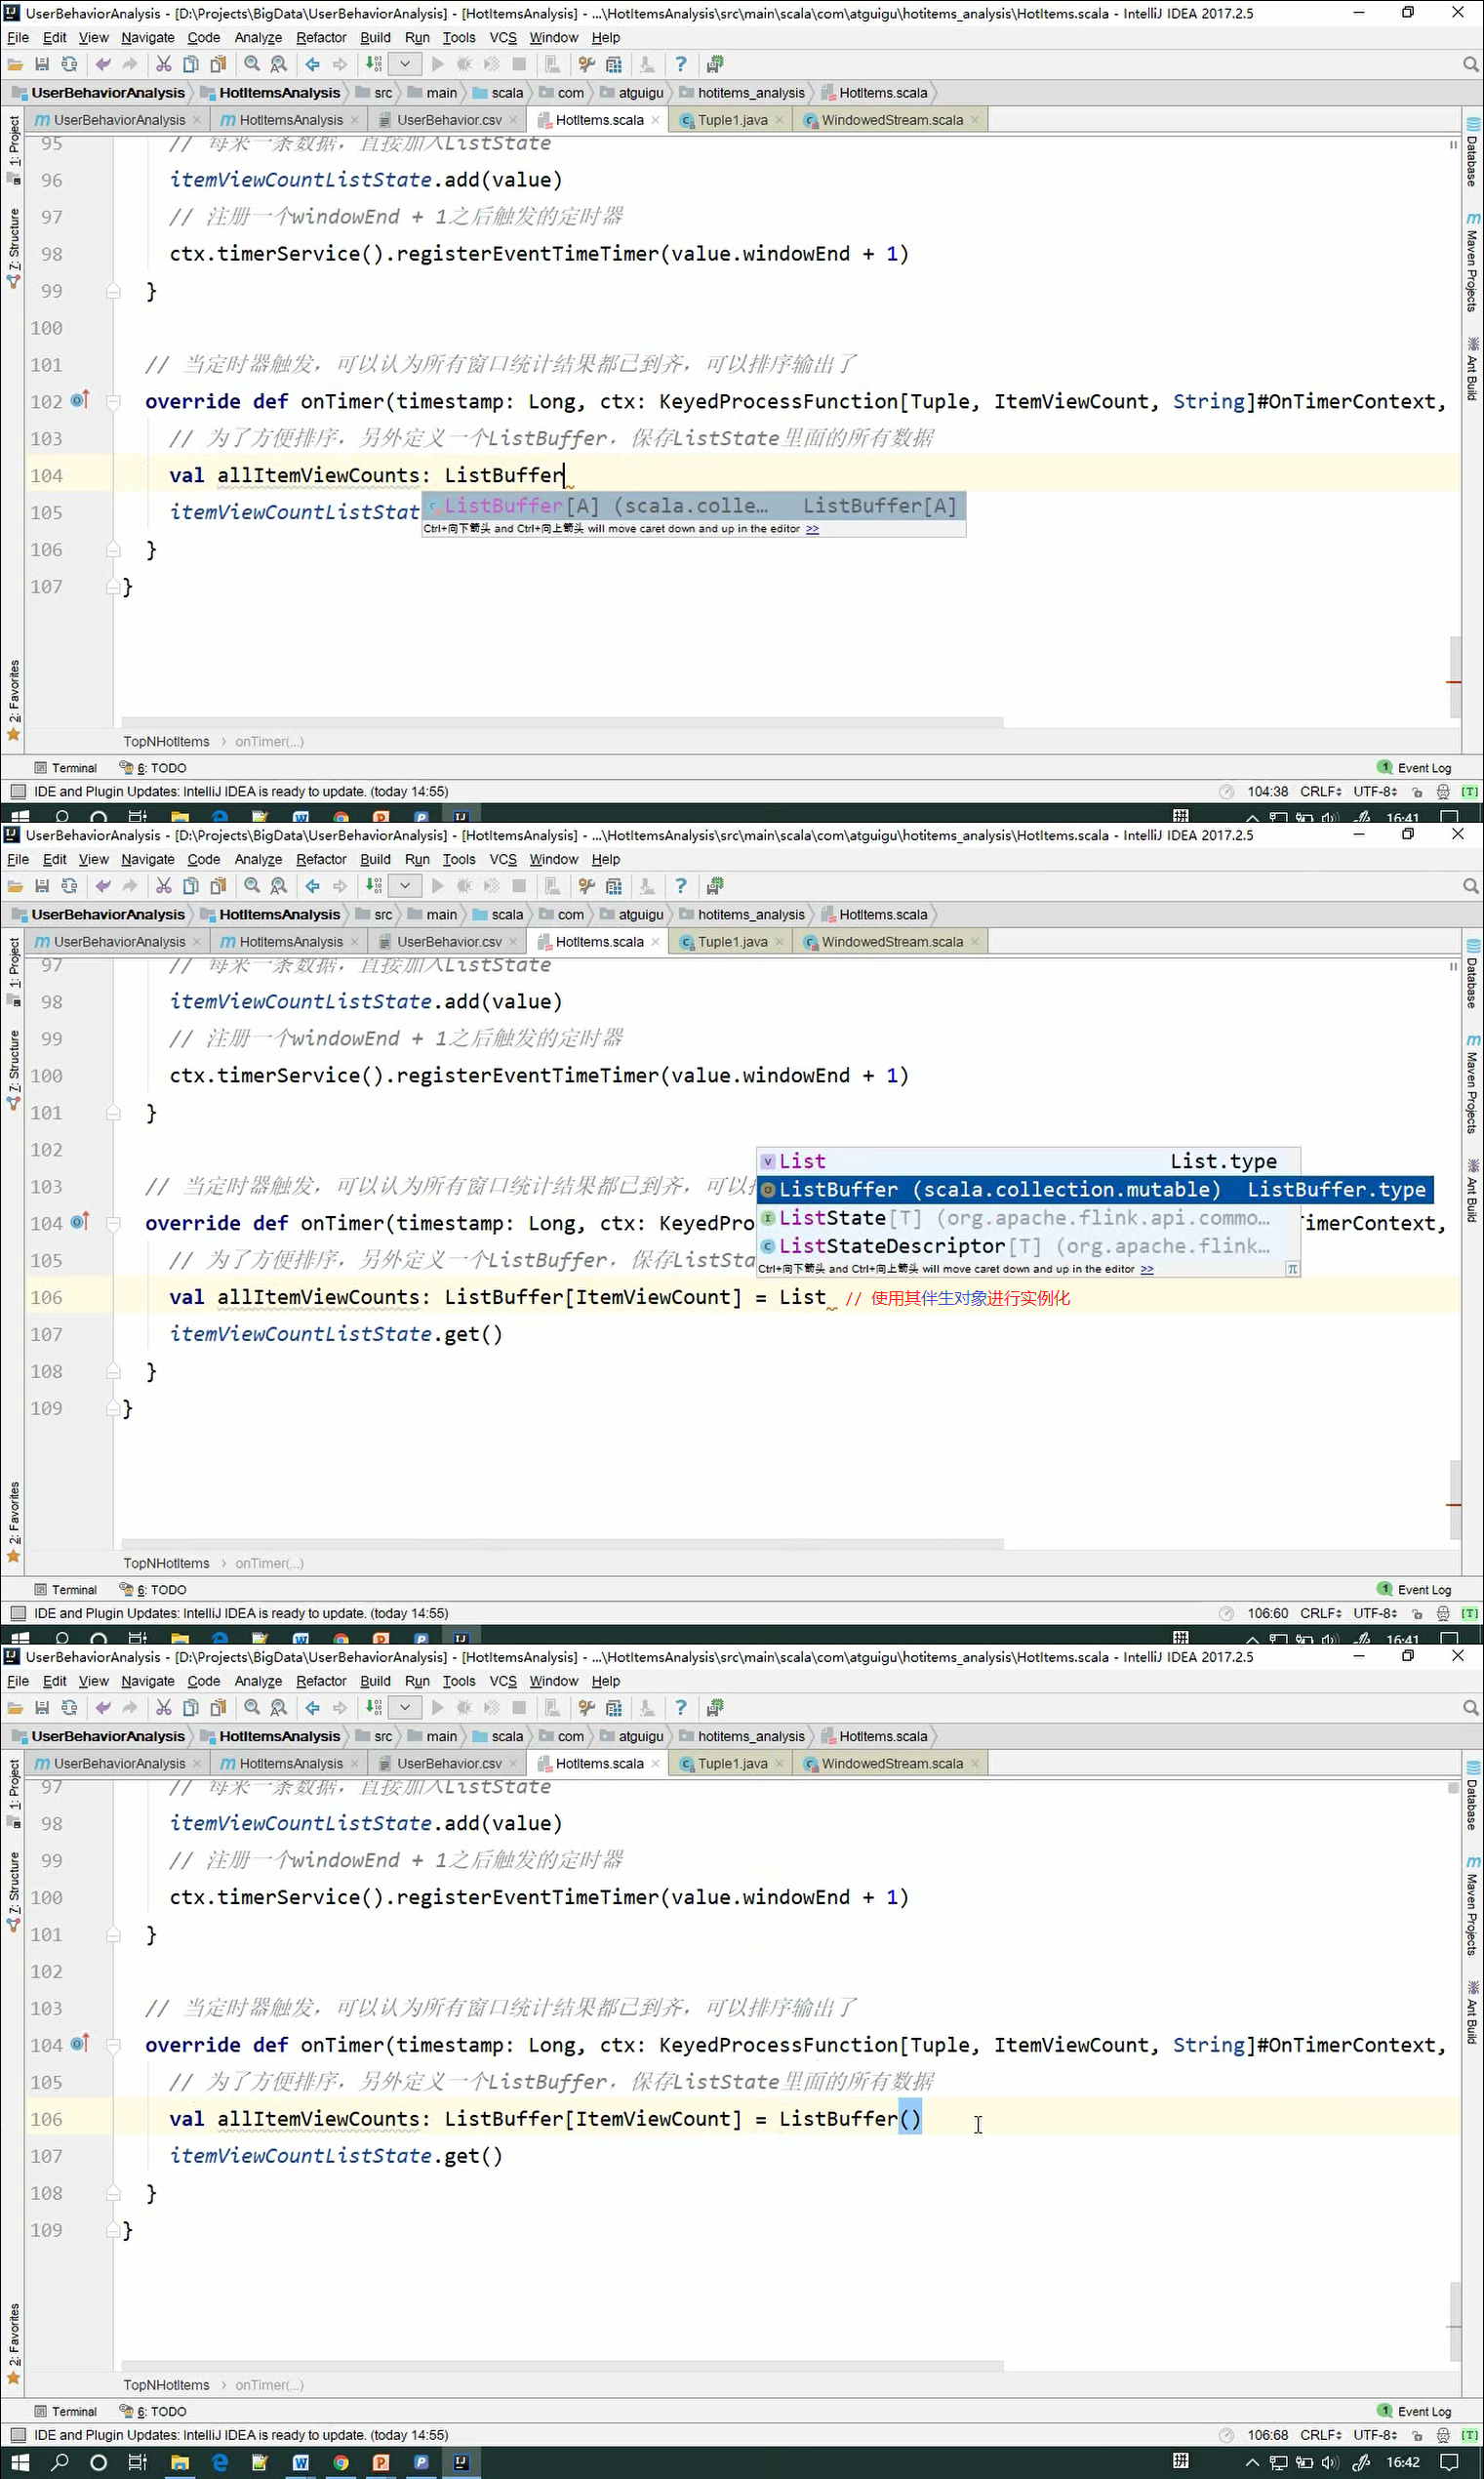 UserBehaviorAnalysis - [D:\Projects\BigData\UserBehaviorAnalysis] - [HotItemsAnalysis] - ...\HotItemsAnalysis\src\main\scala\com\atguigu\hotitems_analysis\HotItems.scala - IntelliJ IDEA 2017.2.5
File Edit View Navigate Code Analyze Refactor Build Run Tools VCS Window Help
UserBehaviorAnalysis HotItemsAnalysis src main scala com atguigu hotitems_analysis HotItems.scala
UserBehaviorAnalysis HotItemsAnalysis UserBehavior.csv HotItems.scala Tuple1.java WindowedStream.scala
1: Project
7: Structure
2: Favorites
Database
Maven Projects
Ant Build
95 // 每来一条数据，直接加入ListState
96 itemViewCountListState.add(value)
97 // 注册一个windowEnd + 1之后触发的定时器
98 ctx.timerService().registerEventTimeTimer(value.windowEnd + 1)
99 }
100
101 // 当定时器触发，可以认为所有窗口统计结果都已到齐，可以排序输出了
102 override def onTimer(timestamp: Long, ctx: KeyedProcessFunction[Tuple, ItemViewCount, String]#OnTimerContext,
103 // 为了方便排序，另外定义一个ListBuffer，保存ListState里面的所有数据
104 val allItemViewCounts: ListBuffer
105 itemViewCountListStat
ListBuffer[A] (scala.colle... ListBuffer[A]
Ctrl+向下箭头 and Ctrl+向上箭头 will move caret down and up in the editor >>
106 }
107 }
TopNHotItems › onTimer(...)
Terminal 6: TODO 1 Event Log
IDE and Plugin Updates: IntelliJ IDEA is ready to update. (today 14:55) 104:38 CRLF UTF-8 [T]
16:41
UserBehaviorAnalysis - [D:\Projects\BigData\UserBehaviorAnalysis] - [HotItemsAnalysis] - ...\HotItemsAnalysis\src\main\scala\com\atguigu\hotitems_analysis\HotItems.scala - IntelliJ IDEA 2017.2.5
File Edit View Navigate Code Analyze Refactor Build Run Tools VCS Window Help
UserBehaviorAnalysis HotItemsAnalysis src main scala com atguigu hotitems_analysis HotItems.scala
UserBehaviorAnalysis HotItemsAnalysis UserBehavior.csv HotItems.scala Tuple1.java WindowedStream.scala
1: Project
7: Structure
2: Favorites
Database
Maven Projects
Ant Build
97 // 每来一条数据，直接加入ListState
98 itemViewCountListState.add(value)
99 // 注册一个windowEnd + 1之后触发的定时器
100 ctx.timerService().registerEventTimeTimer(value.windowEnd + 1)
101 }
102
List List.type
103 // 当定时器触发，可以认为所有窗口统计结果都已到齐，可以
ListBuffer (scala.collection.mutable) ListBuffer.type
104 override def onTimer(timestamp: Long, ctx: KeyedPro
ListState[T] (org.apache.flink.api.commo...
imerContext,
ListStateDescriptor[T] (org.apache.flink...
105 // 为了方便排序，另外定义一个ListBuffer，保存ListSta
Ctrl+向下箭头 and Ctrl+向上箭头 will move caret down and up in the editor >> π
106 val allItemViewCounts: ListBuffer[ItemViewCount] = List // 使用其伴生对象进行实例化
107 itemViewCountListState.get()
108 }
109 }
TopNHotItems › onTimer(...)
Terminal 6: TODO 1 Event Log
IDE and Plugin Updates: IntelliJ IDEA is ready to update. (today 14:55) 106:60 CRLF UTF-8 [T]
16:41
UserBehaviorAnalysis - [D:\Projects\BigData\UserBehaviorAnalysis] - [HotItemsAnalysis] - ...\HotItemsAnalysis\src\main\scala\com\atguigu\hotitems_analysis\HotItems.scala - IntelliJ IDEA 2017.2.5
File Edit View Navigate Code Analyze Refactor Build Run Tools VCS Window Help
UserBehaviorAnalysis HotItemsAnalysis src main scala com atguigu hotitems_analysis HotItems.scala
UserBehaviorAnalysis HotItemsAnalysis UserBehavior.csv HotItems.scala Tuple1.java WindowedStream.scala
1: Project
7: Structure
2: Favorites
Database
Maven Projects
Ant Build
97 // 每来一条数据，直接加入ListState
98 itemViewCountListState.add(value)
99 // 注册一个windowEnd + 1之后触发的定时器
100 ctx.timerService().registerEventTimeTimer(value.windowEnd + 1)
101 }
102
103 // 当定时器触发，可以认为所有窗口统计结果都已到齐，可以排序输出了
104 override def onTimer(timestamp: Long, ctx: KeyedProcessFunction[Tuple, ItemViewCount, String]#OnTimerContext,
105 // 为了方便排序，另外定义一个ListBuffer，保存ListState里面的所有数据
106 val allItemViewCounts: ListBuffer[ItemViewCount] = ListBuffer()
107 itemViewCountListState.get()
108 }
109 }
TopNHotItems › onTimer(...)
Terminal 6: TODO 1 Event Log
IDE and Plugin Updates: IntelliJ IDEA is ready to update. (today 14:55) 106:68 CRLF UTF-8 [T]
16:42